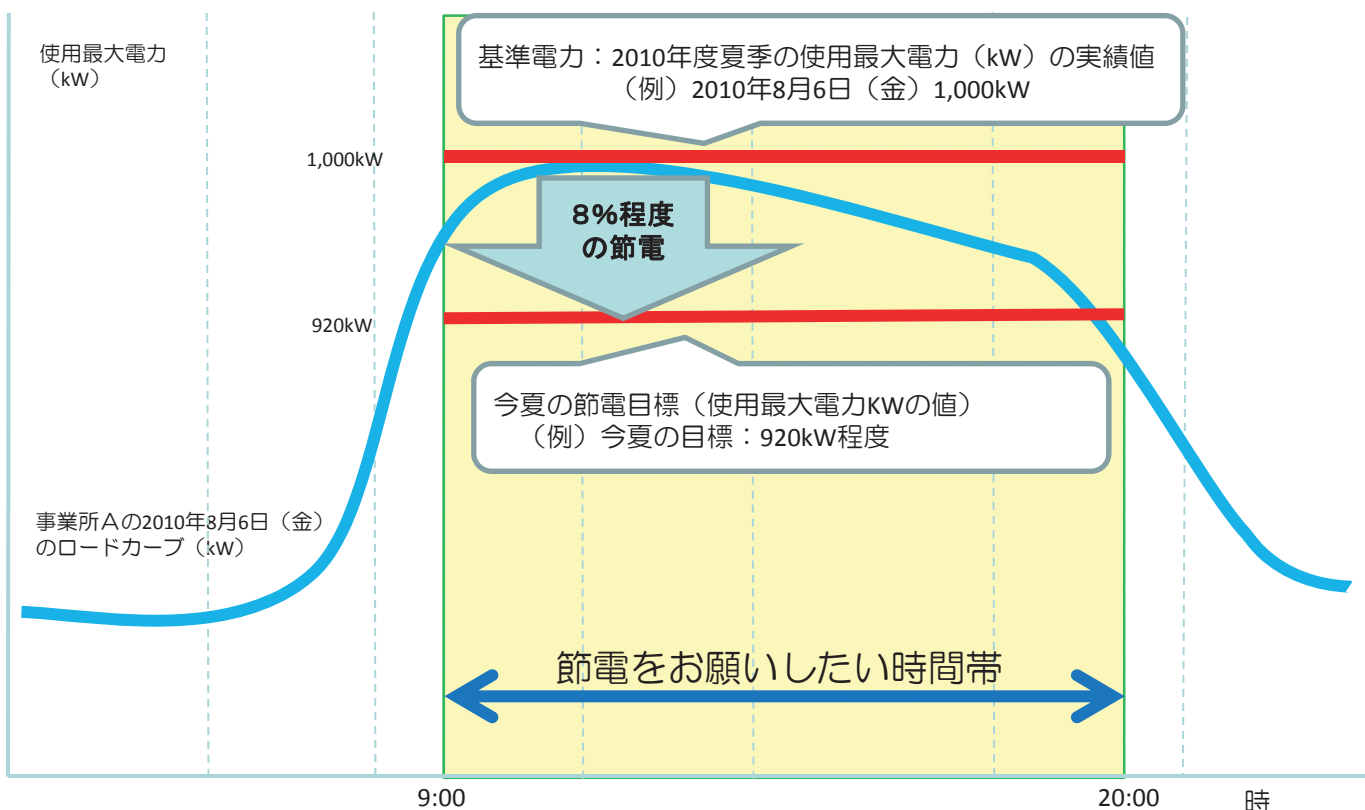 使用最大電力
（kW）
基準電力：2010年度夏季の使用最大電力（kW）の実績値
（例）2010年8月6日（金）1,000kW
1,000kW
8%程度
の節電
920kW
今夏の節電目標（使用最大電力KWの値）
（例）今夏の目標：920kW程度
事業所Aの2010年8月6日（金）
のロードカーブ（kW）
節電をお願いしたい時間帯
9:00
20:00
時